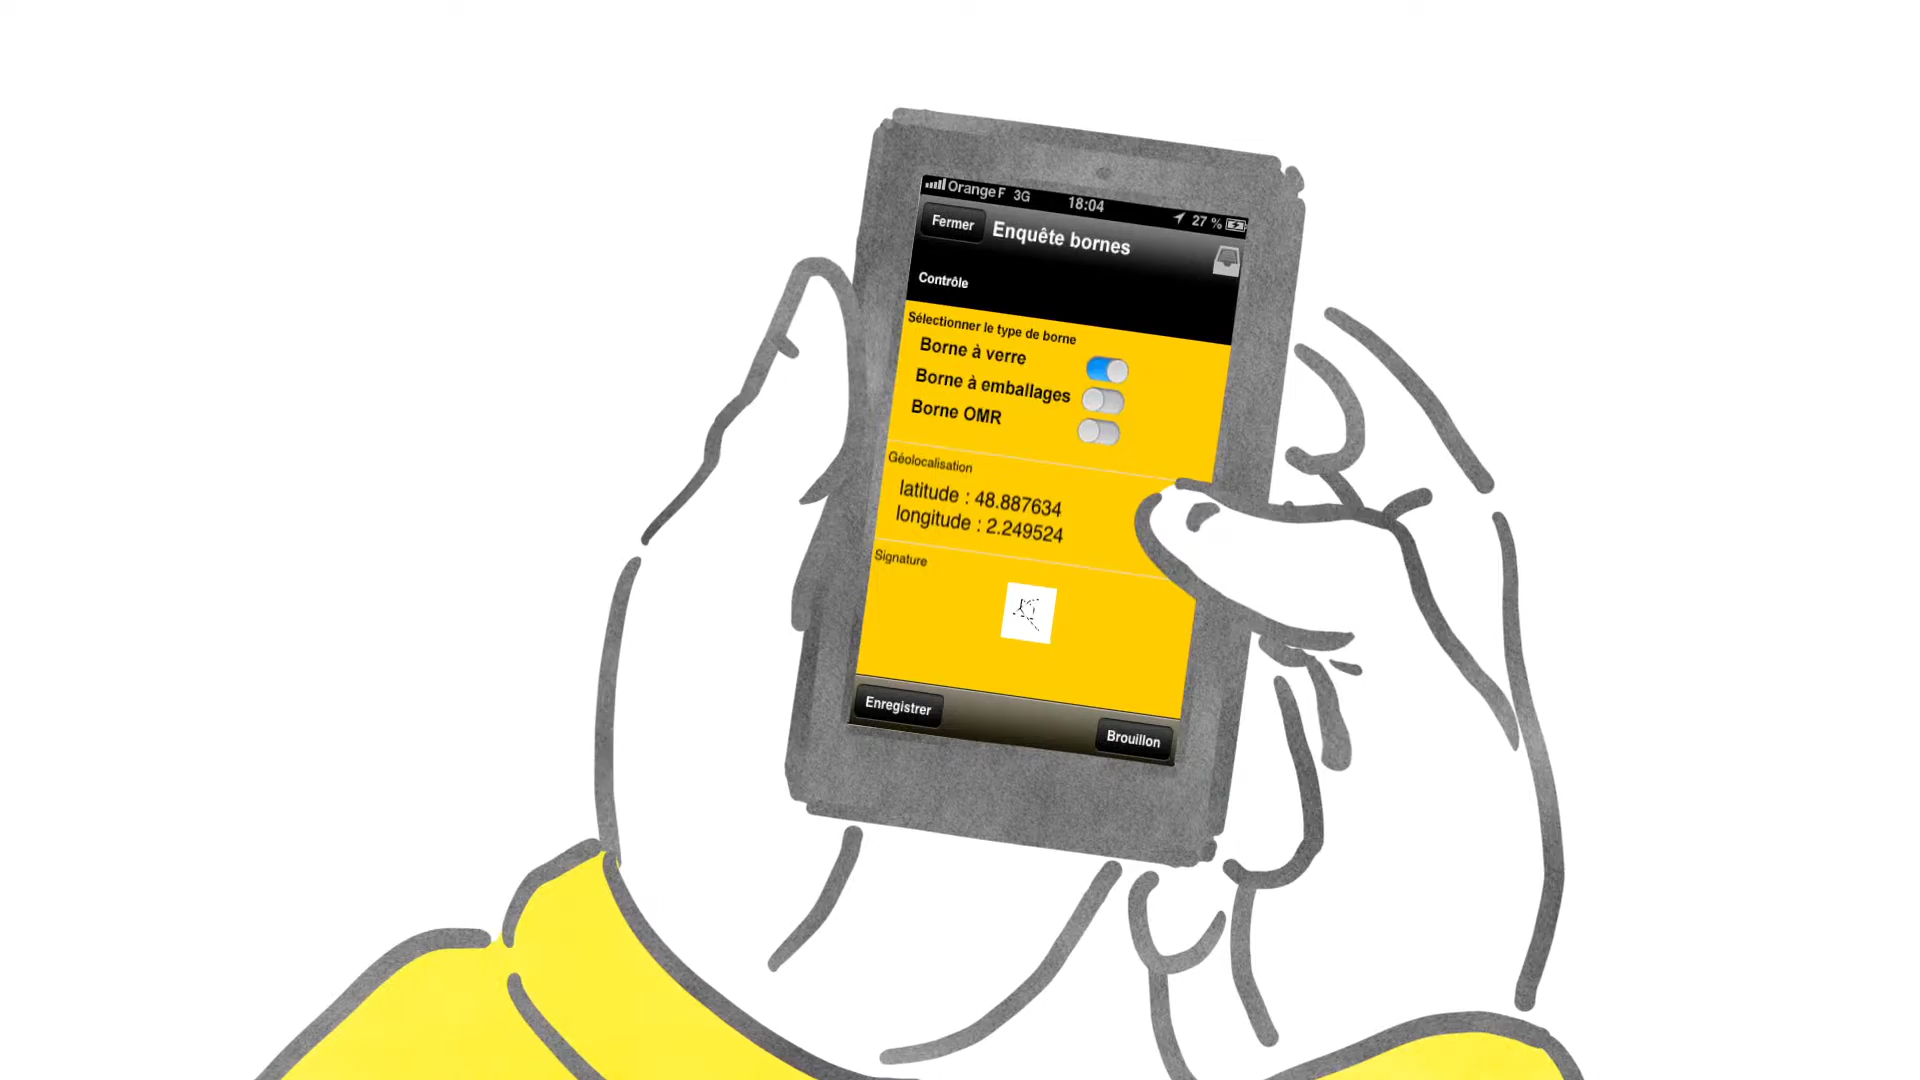 Orange F 3G 18:04 27 %
Fermer Enquête bornes
Contrôle
Sélectionner le type de borne
Borne à verre
Borne à emballages
Borne OMR
Géolocalisation
latitude : 48.887634
longitude : 2.249524
Signature
Enregistrer Brouillon